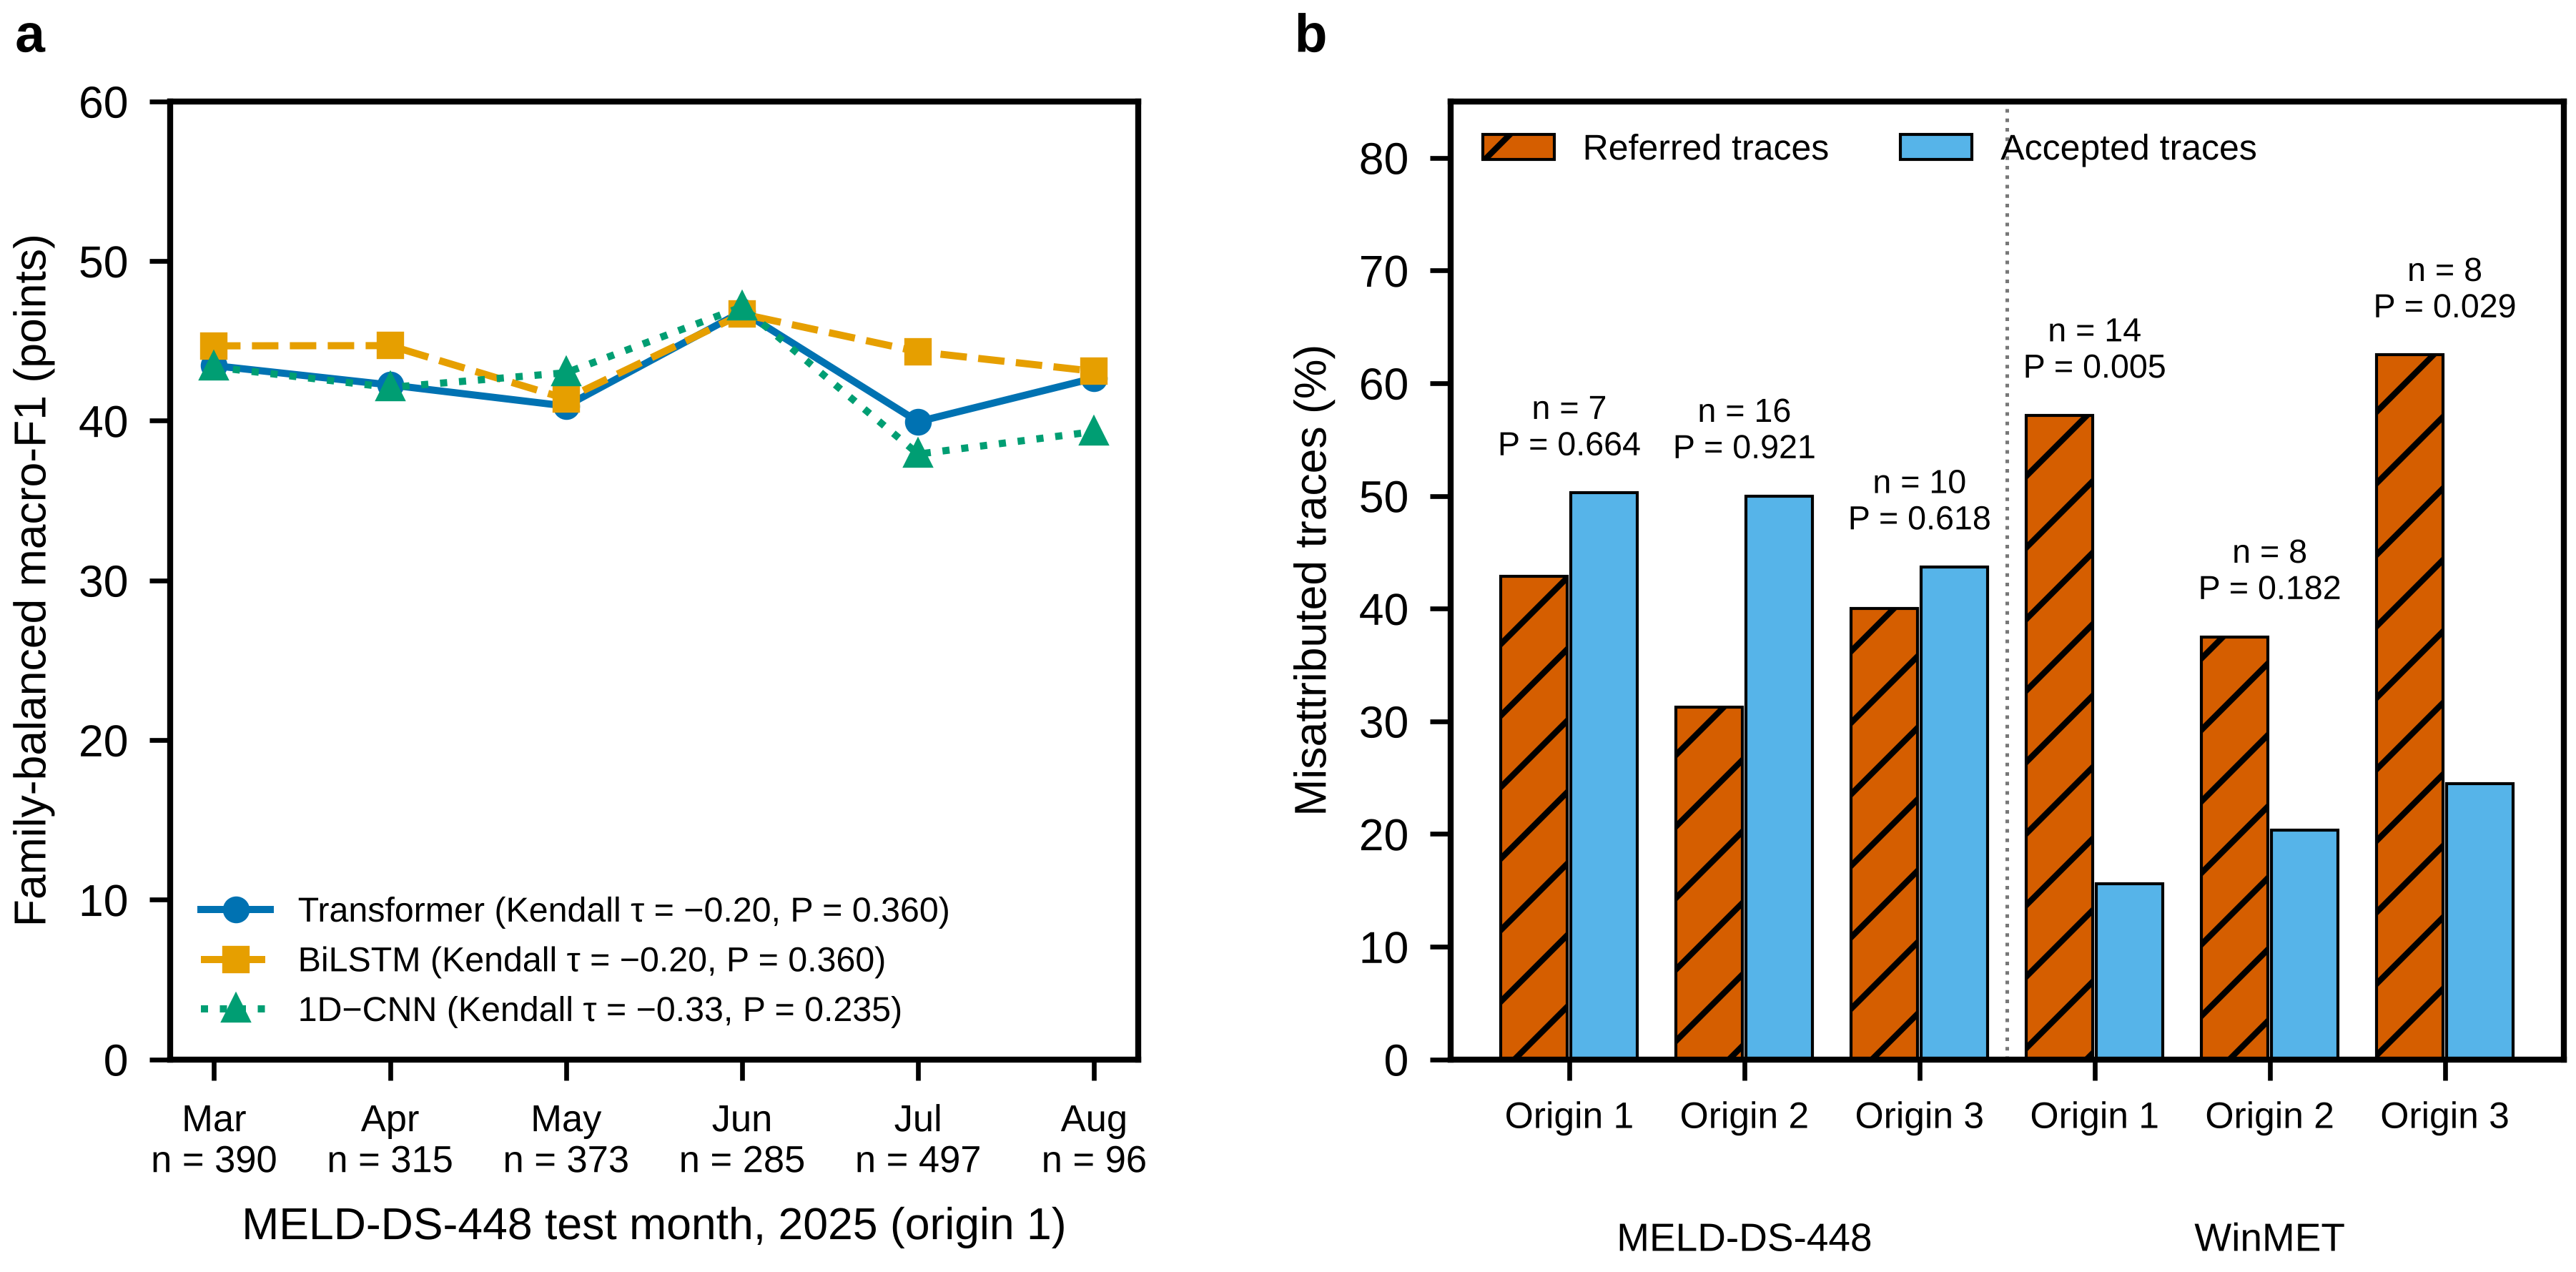 a
Family-balanced macro-F1 (points)
60
50
40
30
20
10
0
Transformer (Kendall τ = −0.20, P = 0.360)
BiLSTM (Kendall τ = −0.20, P = 0.360)
1D−CNN (Kendall τ = −0.33, P = 0.235)
Mar Apr May Jun Jul Aug
n = 390 n = 315 n = 373 n = 285 n = 497 n = 96
MELD-DS-448 test month, 2025 (origin 1)
b
Misattributed traces (%)
80
70
60
50
40
30
20
10
0
Referred traces Accepted traces
n = 7
P = 0.664
n = 16
P = 0.921
n = 10
P = 0.618
n = 14
P = 0.005
n = 8
P = 0.182
n = 8
P = 0.029
Origin 1 Origin 2 Origin 3 Origin 1 Origin 2 Origin 3
MELD-DS-448 WinMET